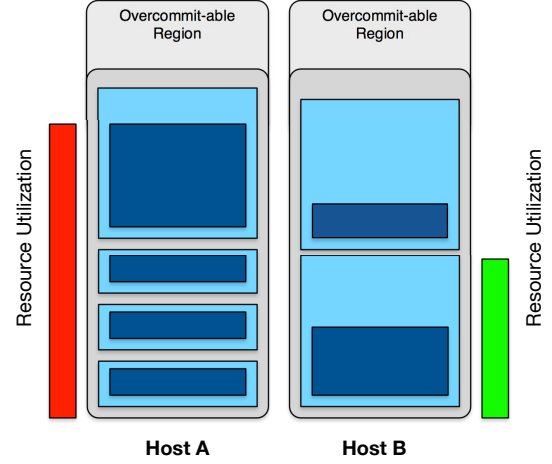 Overcommit-able
Region
Overcommit-able
Region
Resource Utilization
Resource Utilization
Host A
Host B